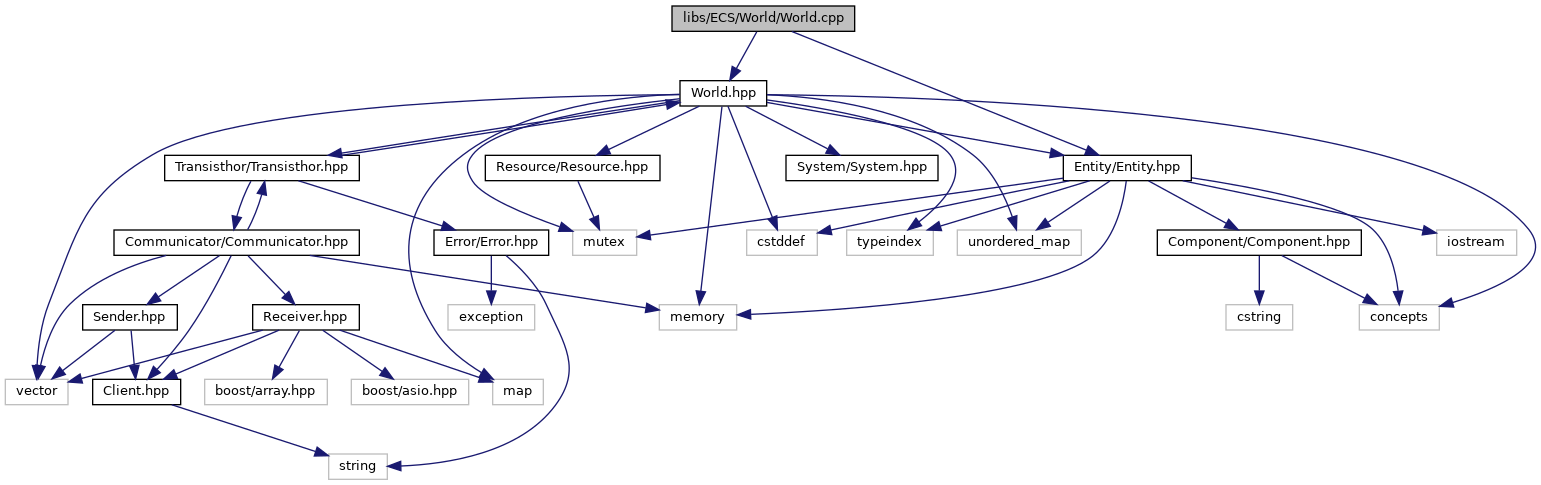 libs/ECS/World/World.cpp
World.hpp
Transisthor/Transisthor.hpp
Resource/Resource.hpp
System/System.hpp
Entity/Entity.hpp
Communicator/Communicator.hpp
Error/Error.hpp
mutex
cstddef
typeindex
unordered_map
Component/Component.hpp
iostream
Sender.hpp
Receiver.hpp
exception
memory
cstring
concepts
vector
Client.hpp
boost/array.hpp
boost/asio.hpp
map
string